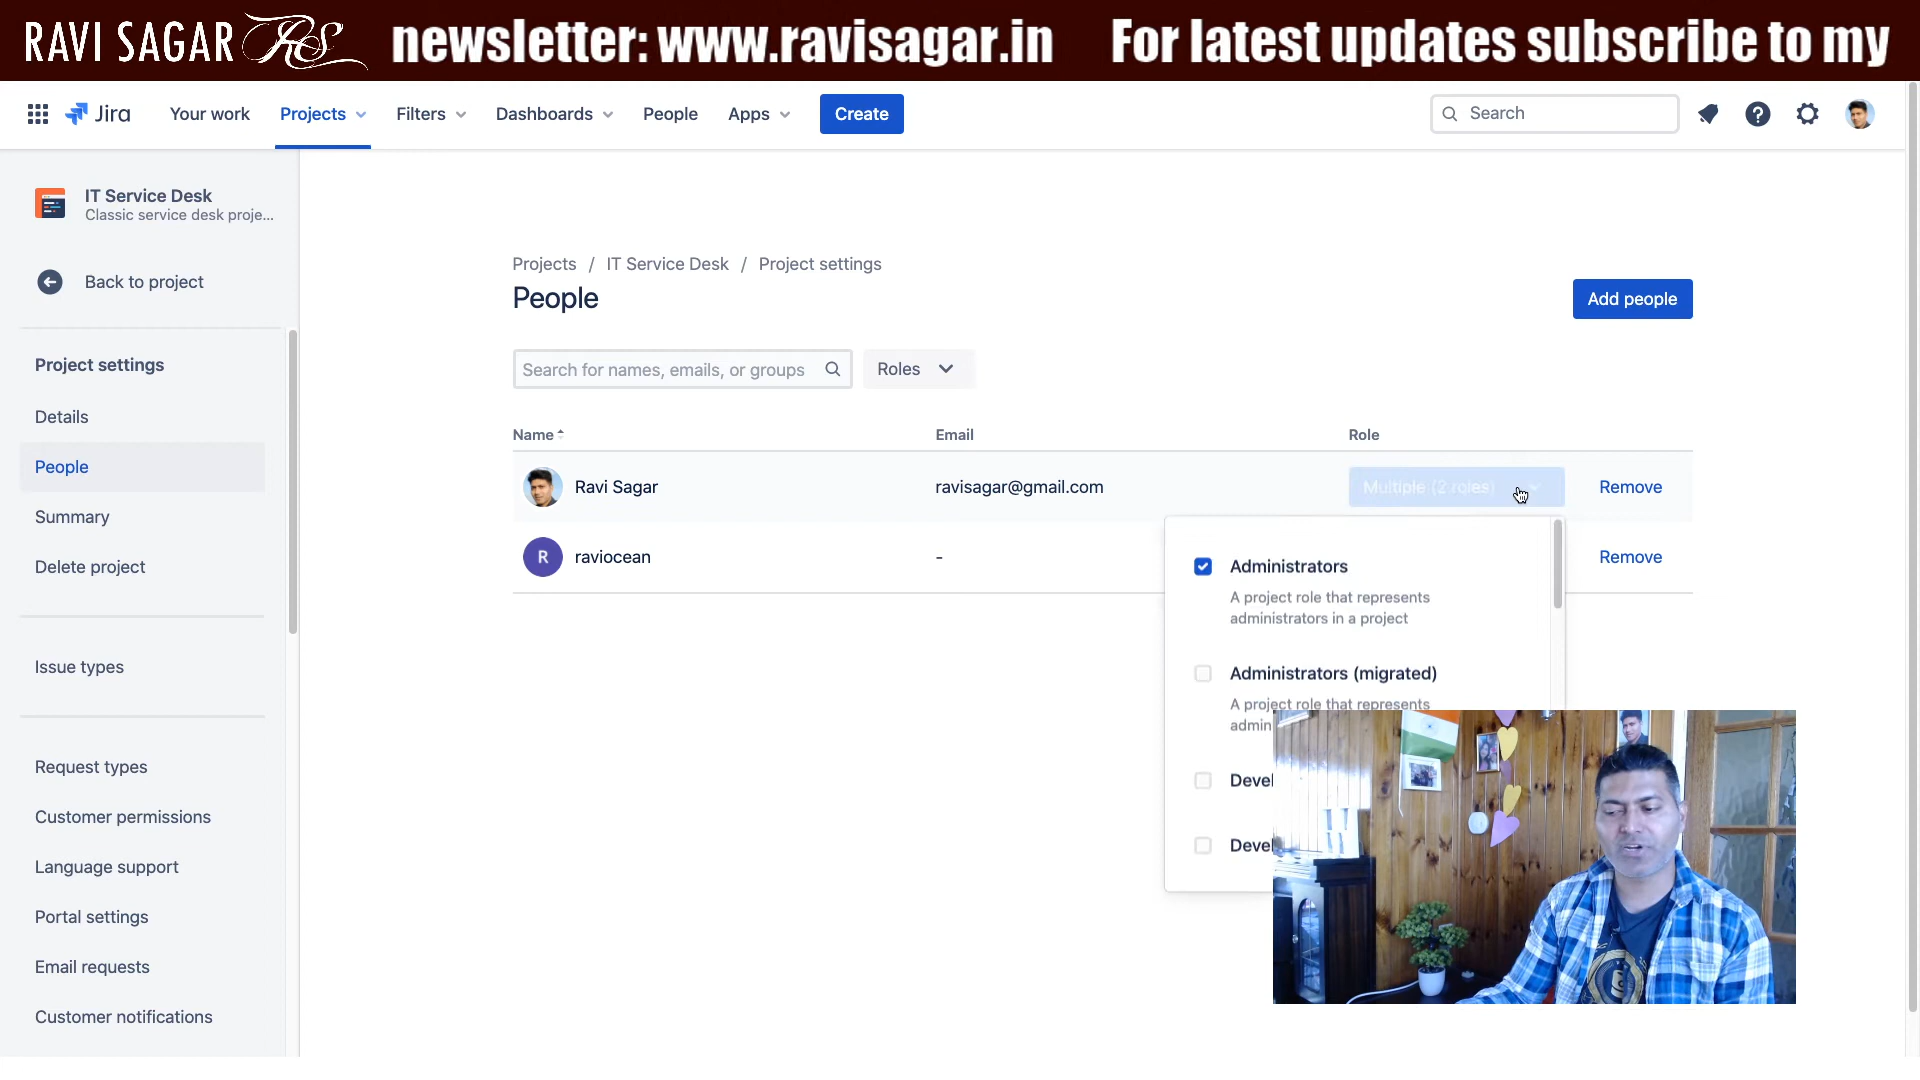 RAVI SAGAR RS newsletter: www.ravisagar.in For latest updates subscribe to my
Jira Your work Projects Filters Dashboards People Apps Create Search
IT Service Desk
Classic service desk proje...
Back to project
Project settings
Details
People
Summary
Delete project
Issue types
Request types
Customer permissions
Language support
Portal settings
Email requests
Customer notifications
Projects / IT Service Desk / Project settings
People
Add people
Search for names, emails, or groups Roles
Name Email Role
Ravi Sagar ravisagar@gmail.com Multiple (2 roles) Remove
R raviocean - Remove
Administrators
A project role that represents
administrators in a project
Administrators (migrated)
A project role that represents
admin
Devel
Devel